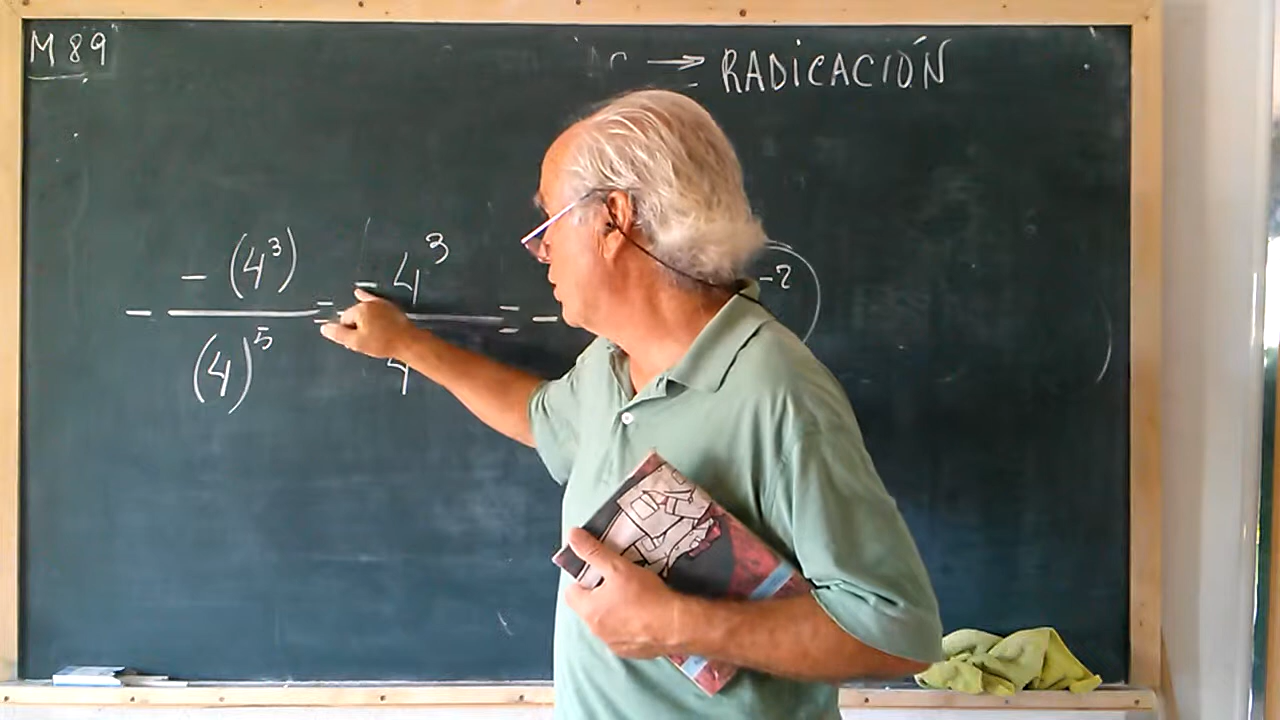 M 89
→ RADICACIÓN
- -(4³)/(4)⁵ = -4³/4 = - -2